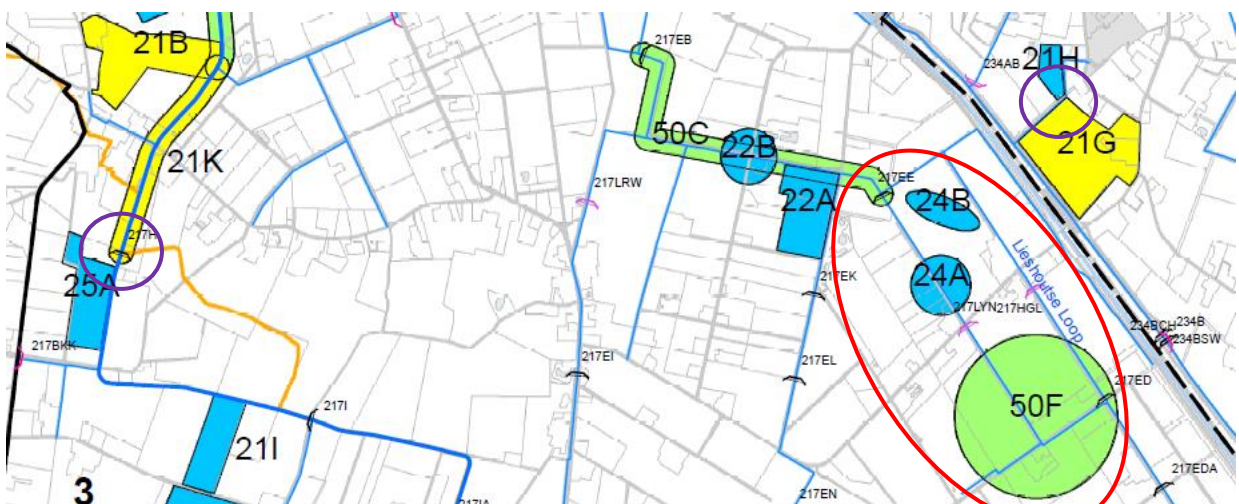 21B
217EB
234AB
21H
50C
22B
21G
21K
217EE
22A
24B
217LRW
25A
217EK
24A
Lieshoutse Loop
217LYN
217HGL
234BCH
234B
234BSW
217BKK
217EI
217EL
217ED
50F
217I
21I
3
217EN
217EDA